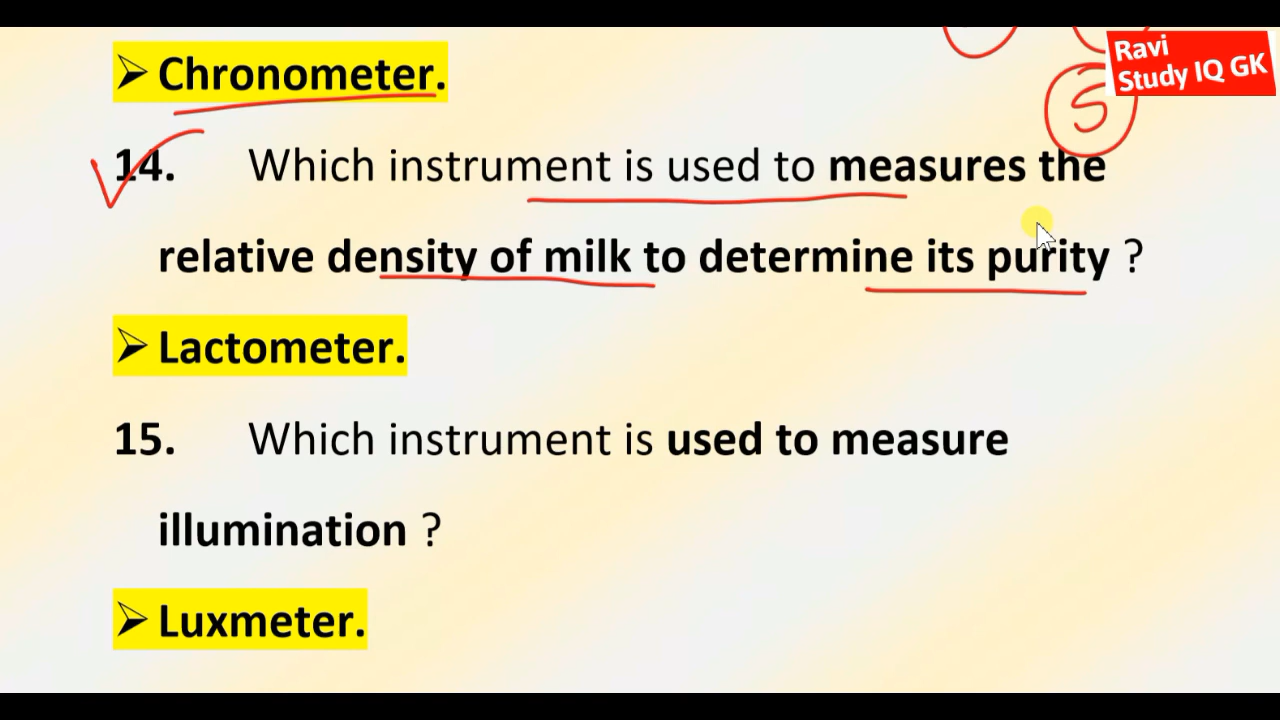 ➢ Chronometer.
Ravi
Study IQ GK
5
14. Which instrument is used to measures the
relative density of milk to determine its purity ?
➢ Lactometer.
15. Which instrument is used to measure
illumination ?
➢ Luxmeter.